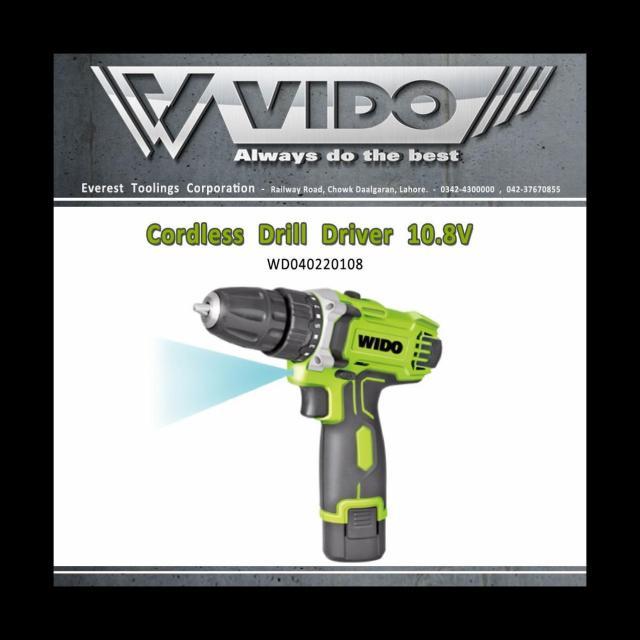 VIDO
Always do the best
Everest Toolings Corporation - Railway Road, Chowk Daalgaran, Lahore. - 0342-4300000 , 042-37670855
Cordless Drill Driver 10.8V
WD040220108
WIDO